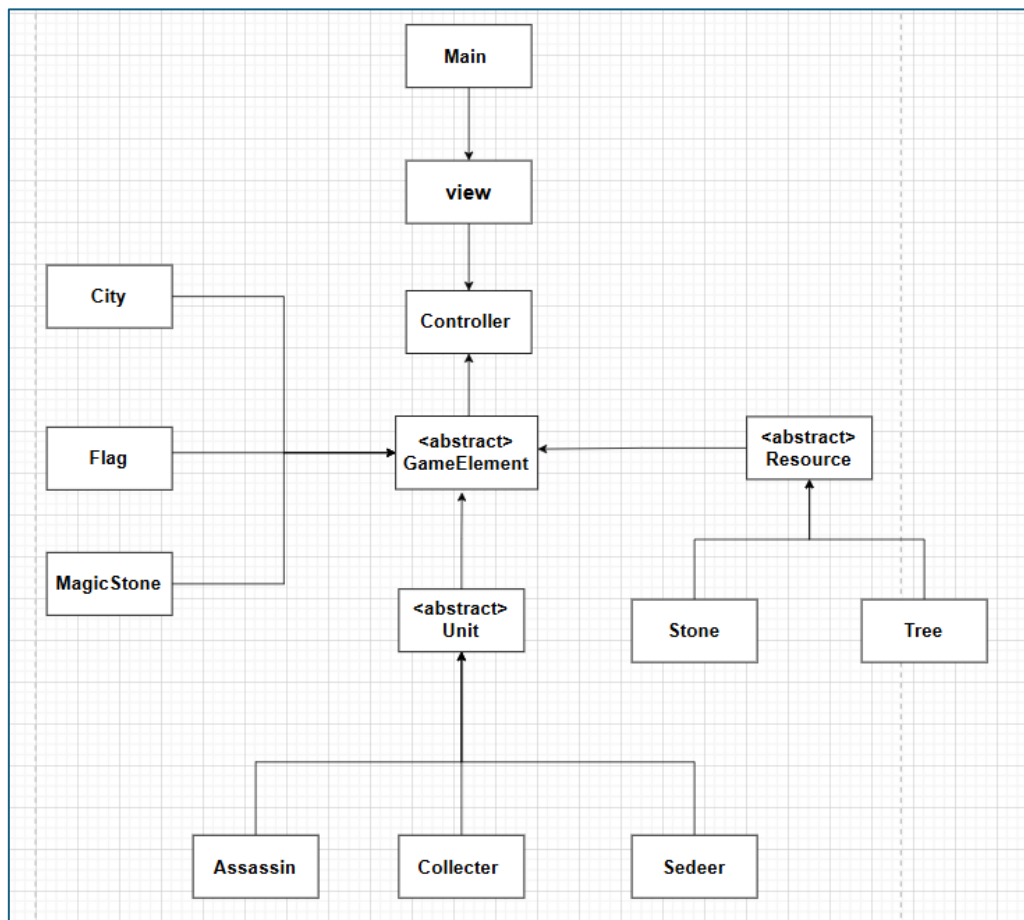 Main
view
City
Controller
Flag
<abstract>
GameElement
<abstract>
Resource
MagicStone
<abstract>
Unit
Stone
Tree
Assassin
Collecter
Sedeer